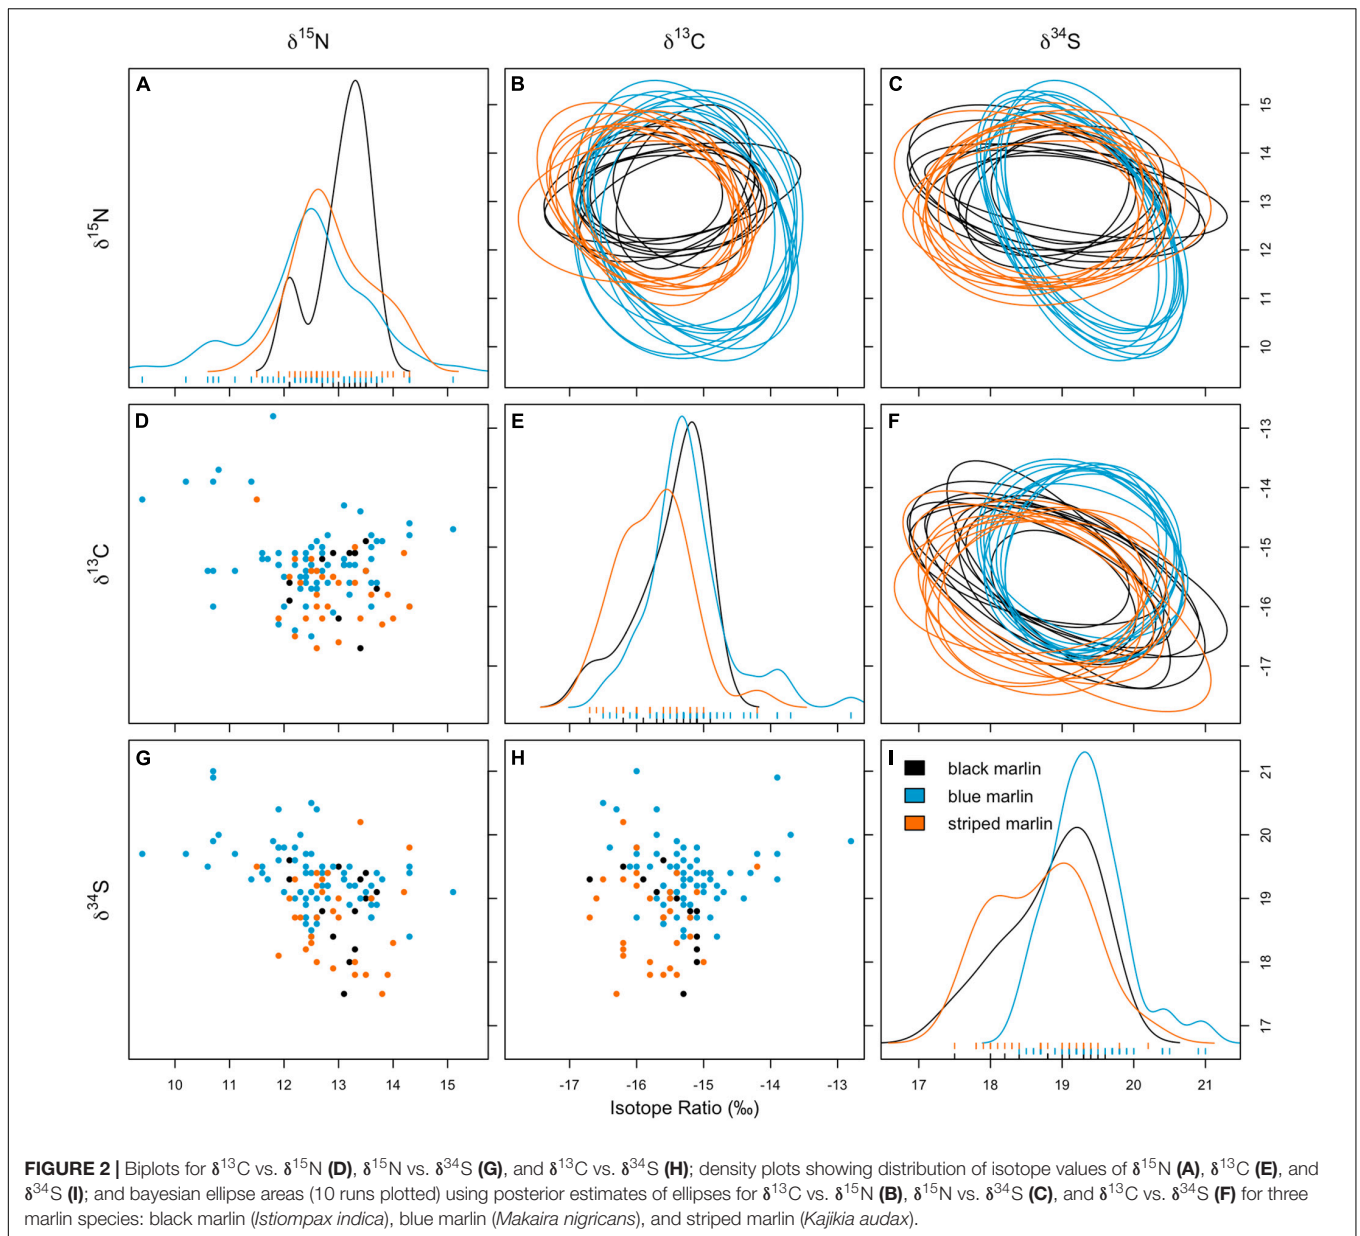 δ15N δ13C δ34S
A B C
15
14
13
12
11
10
δ15N
D E F
-13
-14
-15
-16
-17
δ13C
G H I
black marlin
blue marlin
striped marlin
21
20
19
18
17
δ34S
10 11 12 13 14 15 -17 -16 -15 -14 -13 17 18 19 20 21
Isotope Ratio (‰)
FIGURE 2 | Biplots for δ13C vs. δ15N (D), δ15N vs. δ34S (G), and δ13C vs. δ34S (H); density plots showing distribution of isotope values of δ15N (A), δ13C (E), and
δ34S (I); and bayesian ellipse areas (10 runs plotted) using posterior estimates of ellipses for δ13C vs. δ15N (B), δ15N vs. δ34S (C), and δ13C vs. δ34S (F) for three
marlin species: black marlin (Istiompax indica), blue marlin (Makaira nigricans), and striped marlin (Kajikia audax).